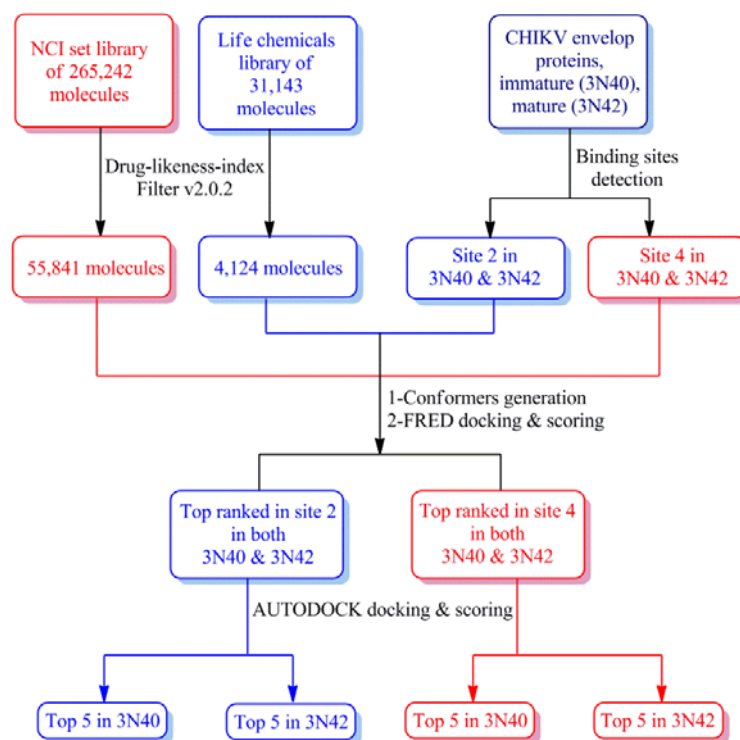 NCI set library
of 265,242
molecules
Life chemicals
library of
31,143
molecules
CHIKV envelop
proteins,
immature (3N40),
mature (3N42)
Drug-likeness-index
Filter v2.0.2
Binding sites
detection
55,841 molecules
4,124 molecules
Site 2 in
3N40 & 3N42
Site 4 in
3N40 & 3N42
1-Conformers generation
2-FRED docking & scoring
Top ranked in site 2
in both
3N40 & 3N42
Top ranked in site 4
in both
3N40 & 3N42
AUTODOCK docking & scoring
Top 5 in 3N40
Top 5 in 3N42
Top 5 in 3N40
Top 5 in 3N42